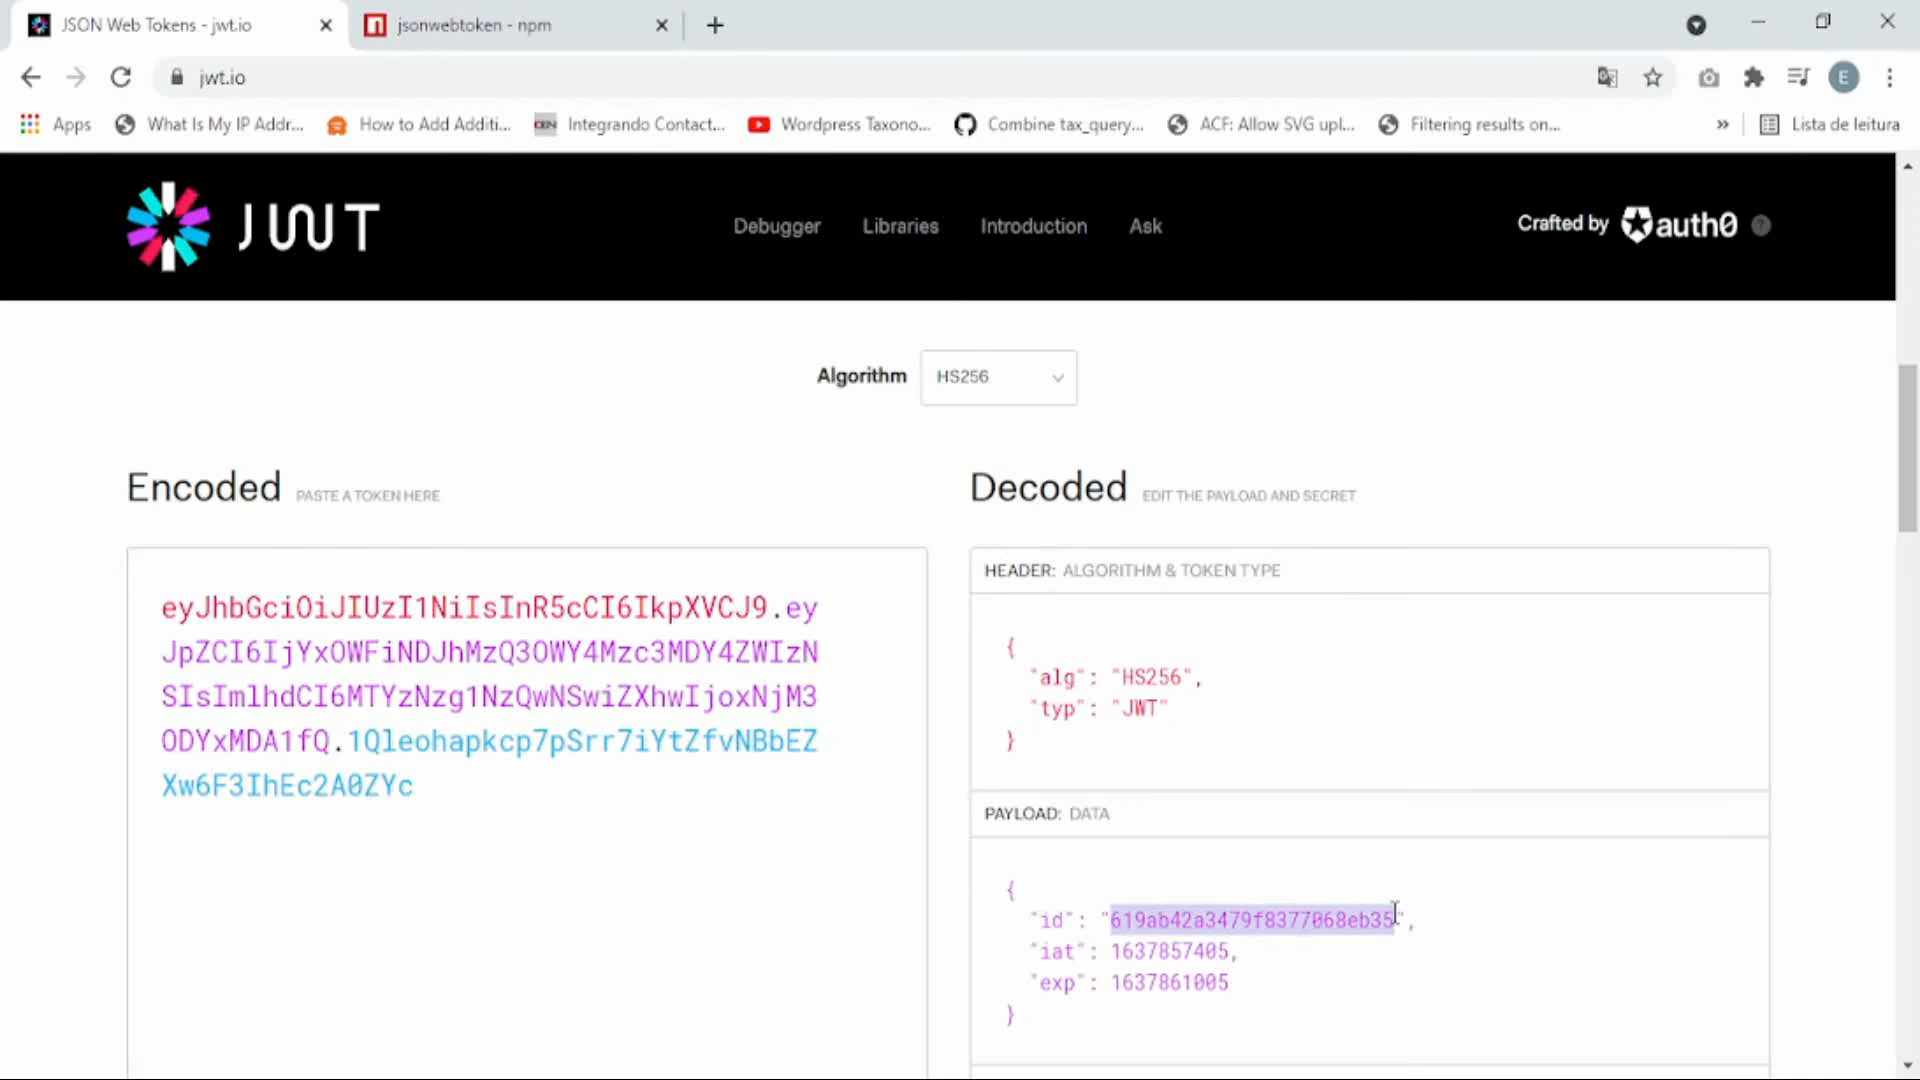 JSON Web Tokens - jwt.io
jsonwebtoken - npm
jwt.io
E
Apps
What Is My IP Addr...
How to Add Additi...
Integrando Contact...
Wordpress Taxono...
Combine tax_query...
ACF: Allow SVG upl...
Filtering results on...
»
Lista de leitura
JWT
Debugger
Libraries
Introduction
Ask
Crafted by auth0 ?
Algorithm HS256
Encoded PASTE A TOKEN HERE
Decoded EDIT THE PAYLOAD AND SECRET
eyJhbGciOiJIUzI1NiIsInR5cCI6IkpXVCJ9.ey
JpZCI6IjYxOWFiNDJhMzQ3OWY4Mzc3MDY4ZWIzN
SIsImlhdCI6MTYzNzg1NzQwNSwiZXhwIjoxNjM3
ODYxMDA1fQ.1Qleohapkcp7pSrr7iYtZfvNBbEZ
Xw6F3IhEc2A0ZYc
HEADER: ALGORITHM & TOKEN TYPE
{
"alg": "HS256",
"typ": "JWT"
}
PAYLOAD: DATA
{
"id": "619ab42a3479f8377068eb35",
"iat": 1637857405,
"exp": 1637861005
}